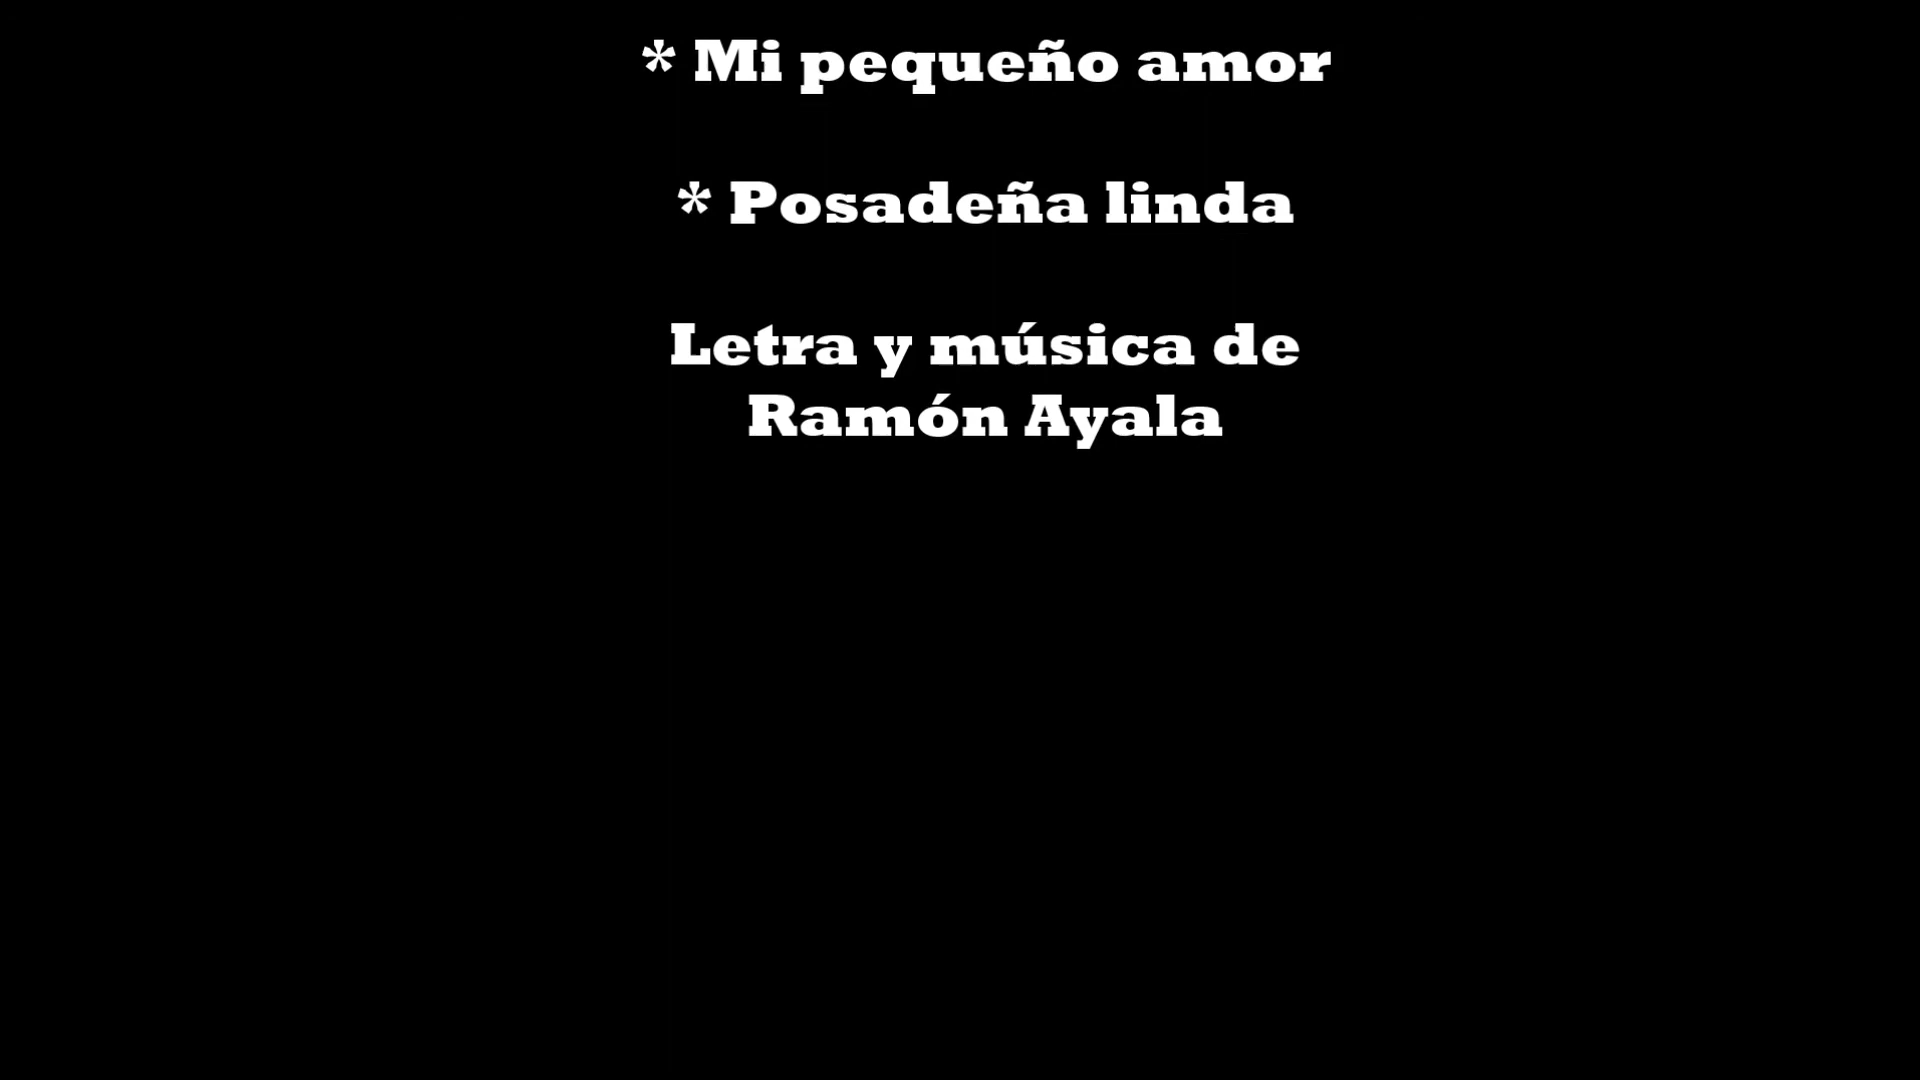 * Mi pequeño amor
* Posadeña linda
Letra y música de
Ramón Ayala